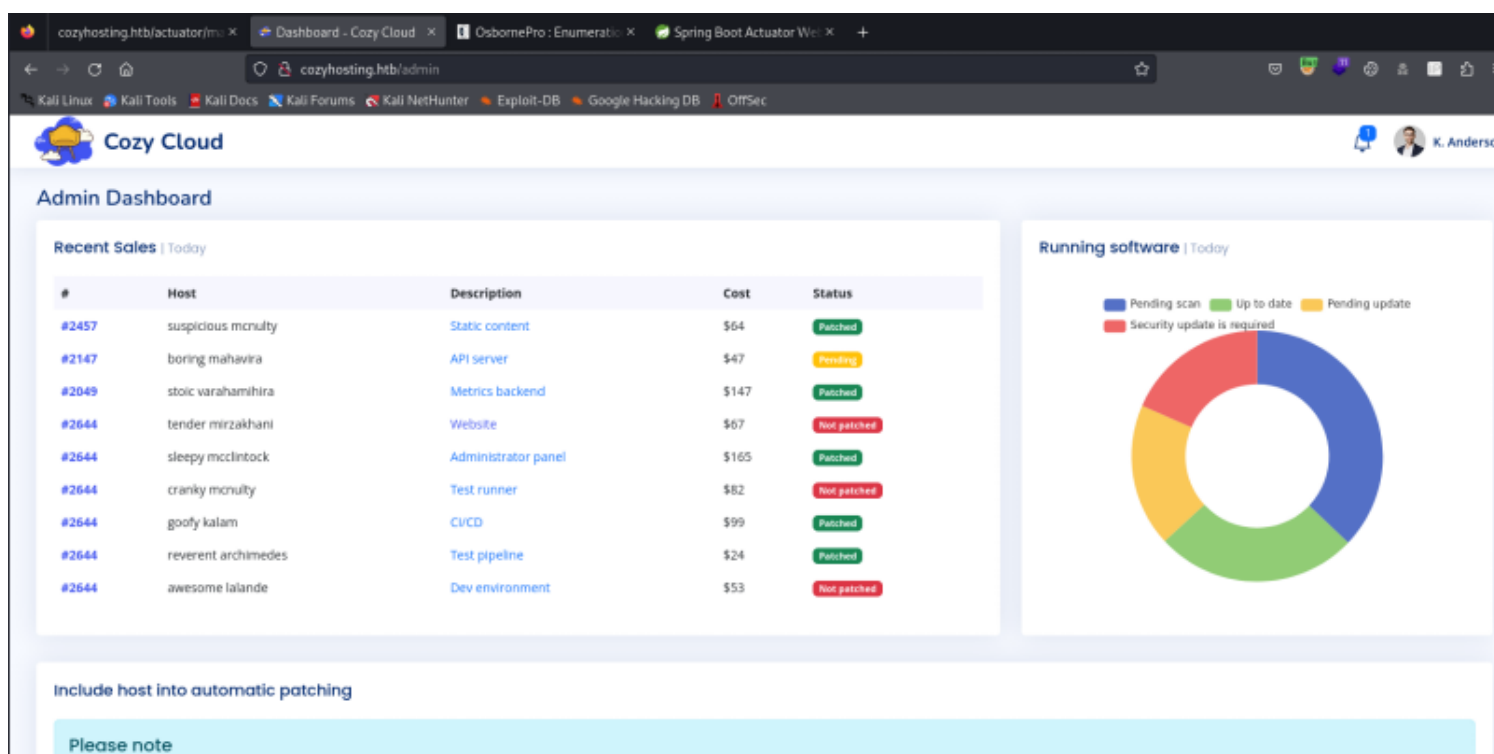 cozyhosting.htb/actuator/ma × Dashboard - Cozy Cloud × OsbornePro : Enumeratio × Spring Boot Actuator We × +
cozyhosting.htb/admin
Kali Linux Kali Tools Kali Docs Kali Forums Kali NetHunter Exploit-DB Google Hacking DB OffSec
Cozy Cloud 1 K. Anderso
Admin Dashboard
Recent Sales | Today
# Host Description Cost Status
#2457 suspicious mcnulty Static content $64 Patched
#2147 boring mahavira API server $47 Pending
#2049 stoic varahamihira Metrics backend $147 Patched
#2644 tender mirzakhani Website $67 Not patched
#2644 sleepy mcclintock Administrator panel $165 Patched
#2644 cranky mcnulty Test runner $82 Not patched
#2644 goofy kalam CI/CD $99 Patched
#2644 reverent archimedes Test pipeline $24 Patched
#2644 awesome lalande Dev environment $53 Not patched
Running software | Today
Pending scan Up to date Pending update
Security update is required
Include host into automatic patching
Please note